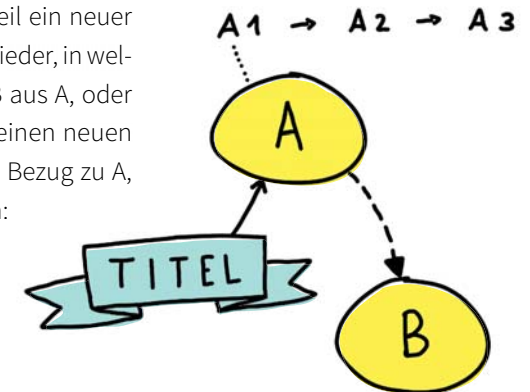 eil ein neuer
ieder, in wel-
aus A, oder
einen neuen
Bezug zu A,
:
A1 → A2 → A3
A
TITEL
B